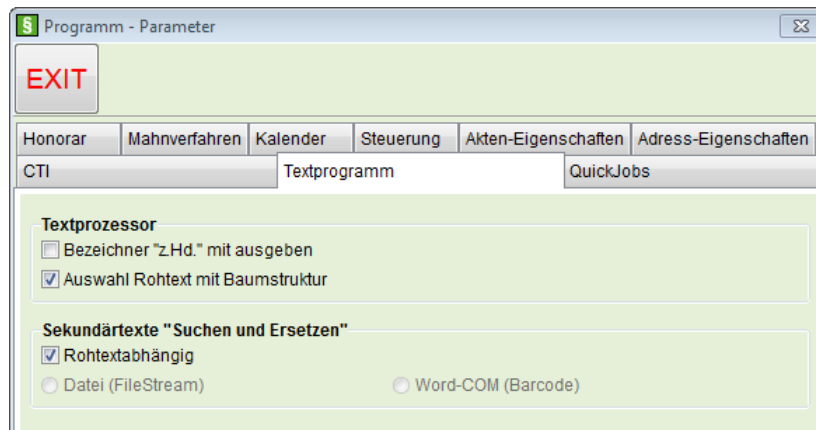 § Programm - Parameter
EXIT
Honorar Mahnverfahren Kalender Steuerung Akten-Eigenschaften Adress-Eigenschaften
CTI Textprogramm QuickJobs
Textprozessor
Bezeichner "z.Hd." mit ausgeben
Auswahl Rohtext mit Baumstruktur
Sekundärtexte "Suchen und Ersetzen"
Rohtextabhängig
Datei (FileStream) Word-COM (Barcode)